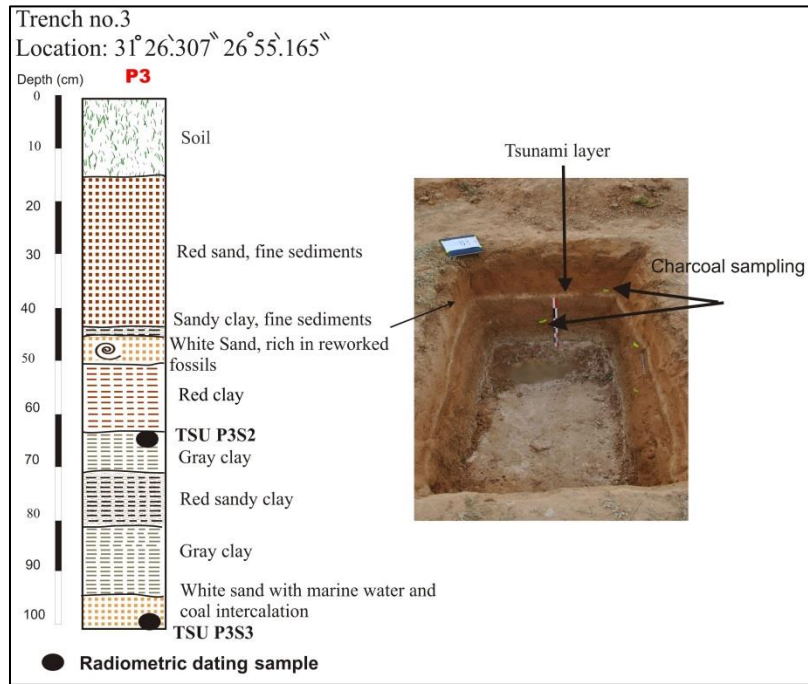 Trench no.3
Location: 31°26.̀307‶ 26°55.̀165‶
Depth (cm)
P3
0
10
20
30
40
50
60
70
80
90
100
Soil
Red sand, fine sediments
Sandy clay, fine sediments
White Sand, rich in reworked
fossils
Red clay
TSU P3S2
Gray clay
Red sandy clay
Gray clay
White sand with marine water and
coal intercalation
TSU P3S3
Radiometric dating sample
Tsunami layer
Charcoal sampling